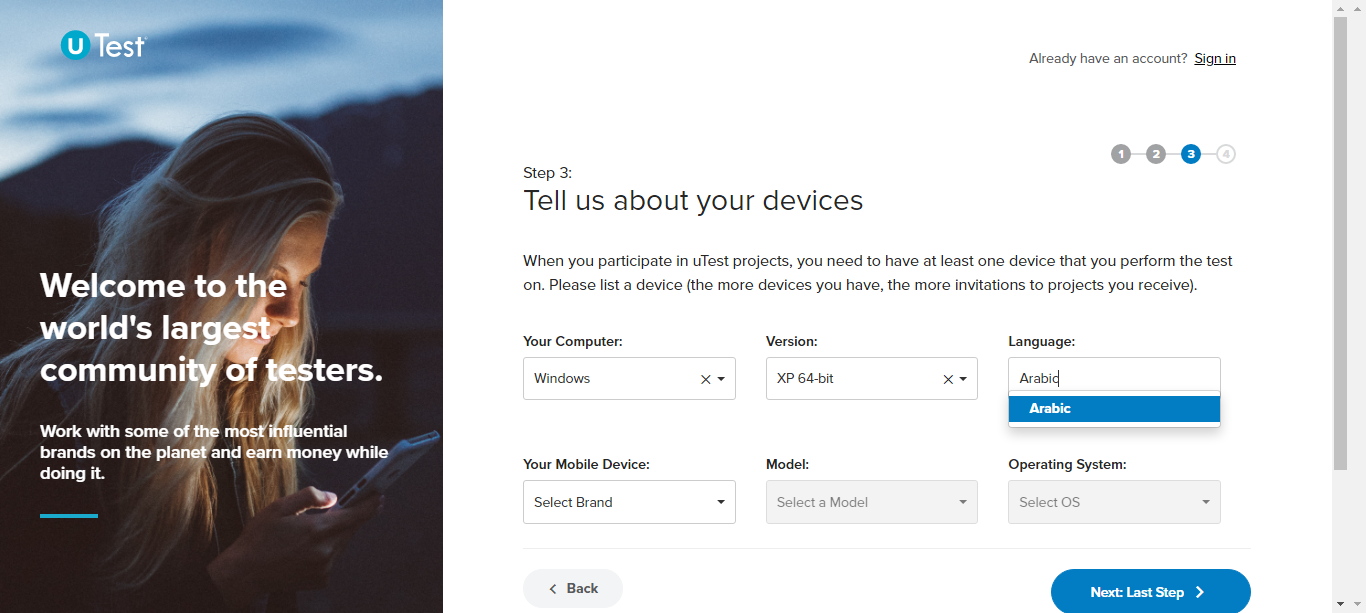 U Test
Already have an account? Sign in
1 2 3 4
Step 3:
Tell us about your devices
When you participate in uTest projects, you need to have at least one device that you perform the test
on. Please list a device (the more devices you have, the more invitations to projects you receive).
Your Computer: Version: Language:
Windows XP 64-bit Arabic
Arabic
Your Mobile Device: Model: Operating System:
Select Brand Select a Model Select OS
Back Next: Last Step
Welcome to the
world's largest
community of testers.
Work with some of the most influential
brands on the planet and earn money while
doing it.